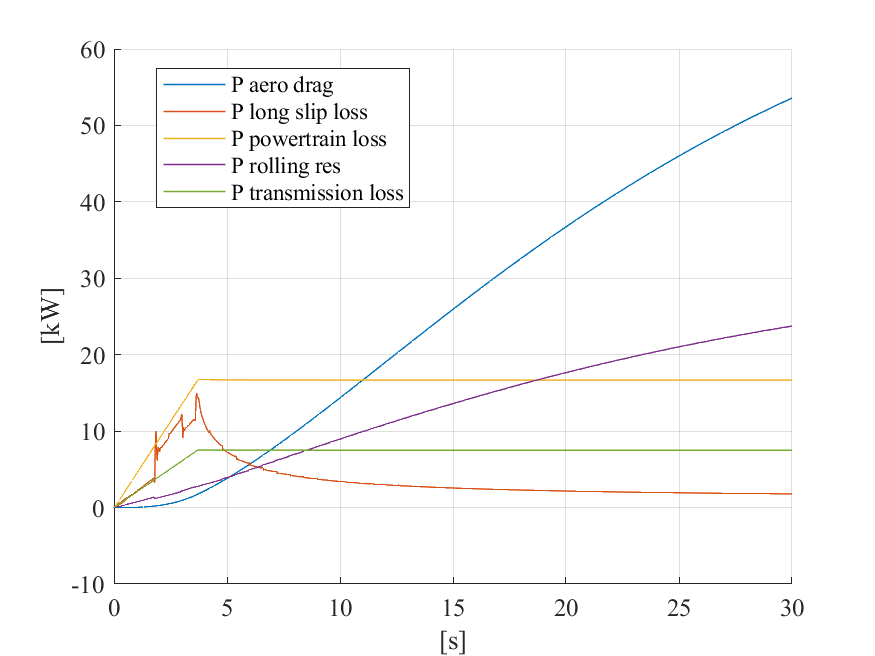 60
50
40
30
20
10
0
-10
[kW]
P aero drag
P long slip loss
P powertrain loss
P rolling res
P transmission loss
0 5 10 15 20 25 30
[s]